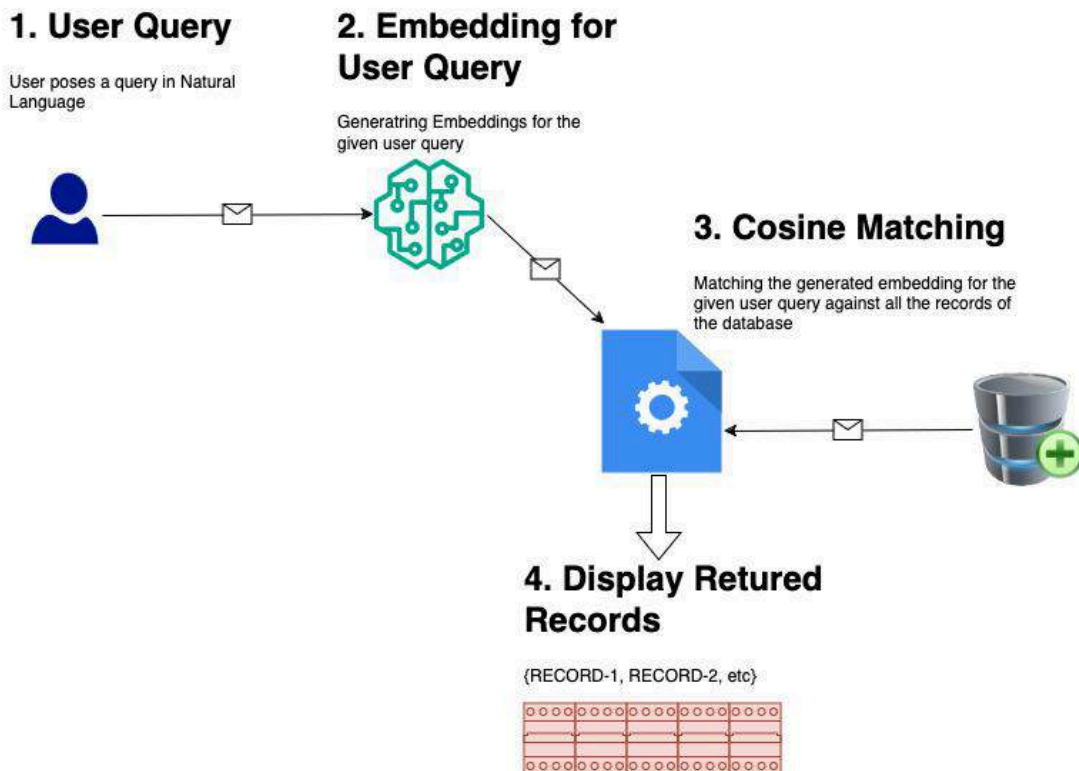 1. User Query
User poses a query in Natural
Language
2. Embedding for
User Query
Generatring Embeddings for the
given user query
3. Cosine Matching
Matching the generated embedding for the
given user query against all the records of
the database
4. Display Retured
Records
{RECORD-1, RECORD-2, etc}